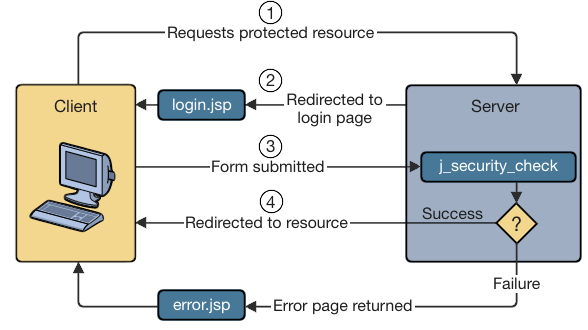 1
Requests protected resource
Client
Server
2
login.jsp
Redirected to
login page
3
Form submitted
j_security_check
4
Redirected to resource
Success
?
Failure
error.jsp
Error page returned